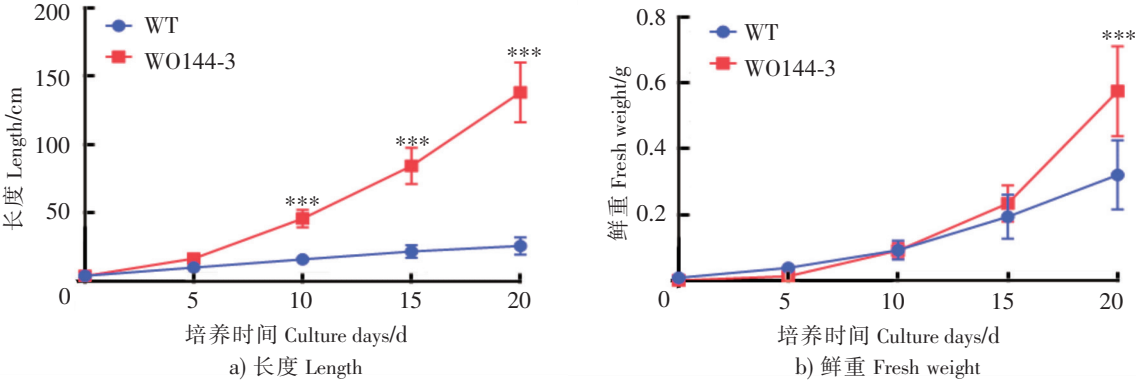 200
150
100
50
0
5
10
15
20
WT
WO144-3
***
***
***
长度 Length/cm
培养时间 Culture days/d
a) 长度 Length
0.8
0.6
0.4
0.2
0
5
10
15
20
WT
WO144-3
***
鲜重 Fresh weight/g
培养时间 Culture days/d
b) 鲜重 Fresh weight